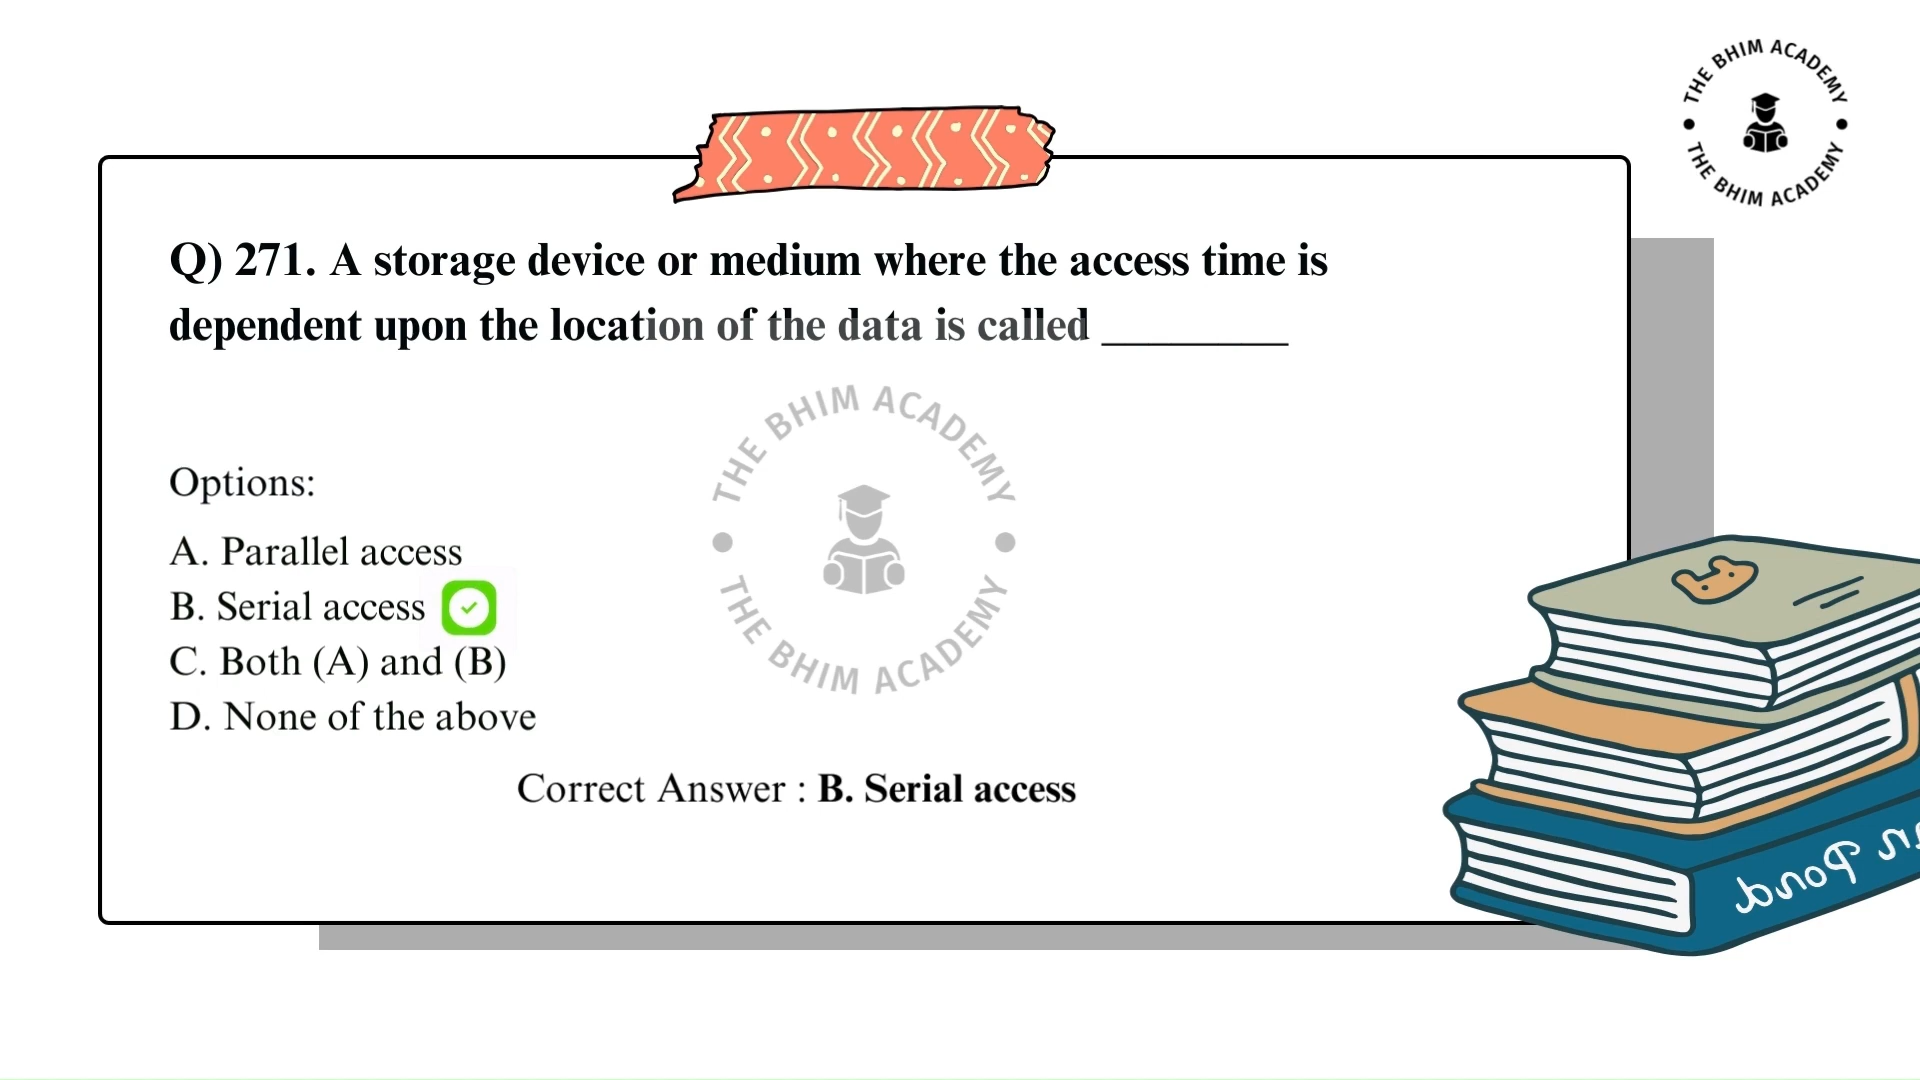 THE BHIM ACADEMY
THE BHIM ACADEMY
Q) 271. A storage device or medium where the access time is
dependent upon the location of the data is called ________
THE BHIM ACADEMY
THE BHIM ACADEMY
Options:
A. Parallel access
B. Serial access
C. Both (A) and (B)
D. None of the above
Correct Answer : B. Serial access